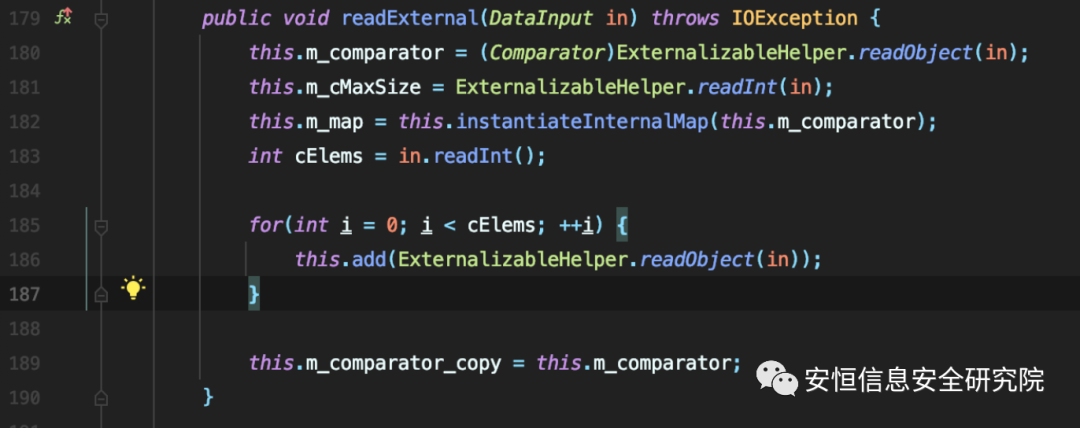 179 public void readExternal(DataInput in) throws IOException {
180 this.m_comparator = (Comparator)ExternalizableHelper.readObject(in);
181 this.m_cMaxSize = ExternalizableHelper.readInt(in);
182 this.m_map = this.instantiateInternalMap(this.m_comparator);
183 int cElems = in.readInt();
184
185 for(int i = 0; i < cElems; ++i) {
186 this.add(ExternalizableHelper.readObject(in));
187 }
188
189 this.m_comparator_copy = this.m_comparator;
安恒信息安全研究院
190 }